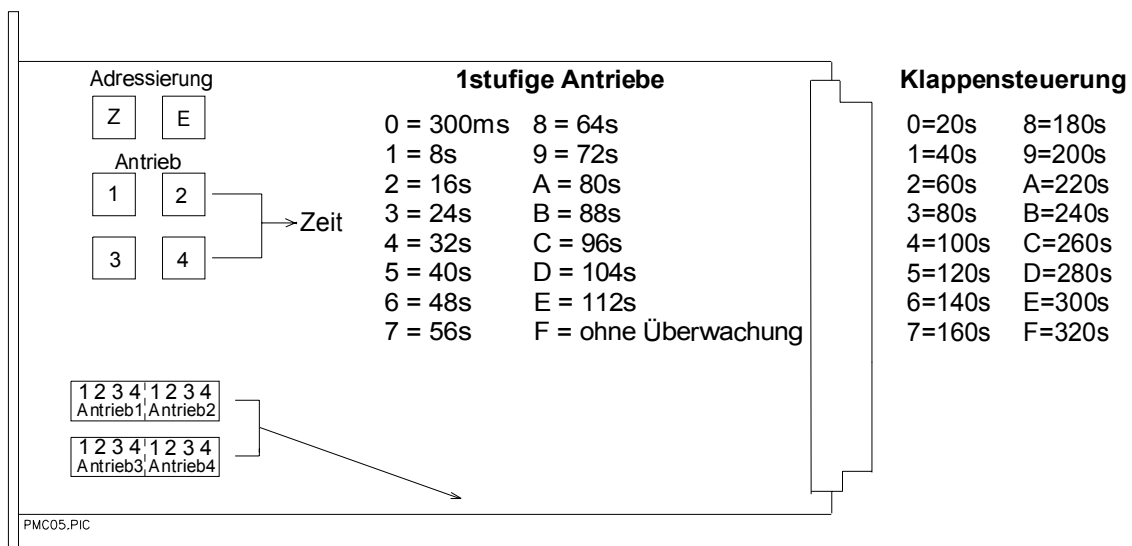 Adressierung
Z E
Antrieb
1 2
3 4
Zeit
1 2 3 4 1 2 3 4
Antrieb1 Antrieb2
1 2 3 4 1 2 3 4
Antrieb3 Antrieb4
PMC05.PIC
1stufige Antriebe
0 = 300ms 8 = 64s
1 = 8s 9 = 72s
2 = 16s A = 80s
3 = 24s B = 88s
4 = 32s C = 96s
5 = 40s D = 104s
6 = 48s E = 112s
7 = 56s F = ohne Überwachung
Klappensteuerung
0=20s 8=180s
1=40s 9=200s
2=60s A=220s
3=80s B=240s
4=100s C=260s
5=120s D=280s
6=140s E=300s
7=160s F=320s